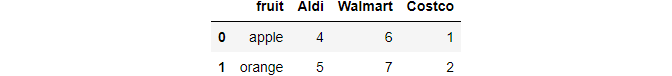 fruit Aldi Walmart Costco
0 apple 4 6 1
1 orange 5 7 2